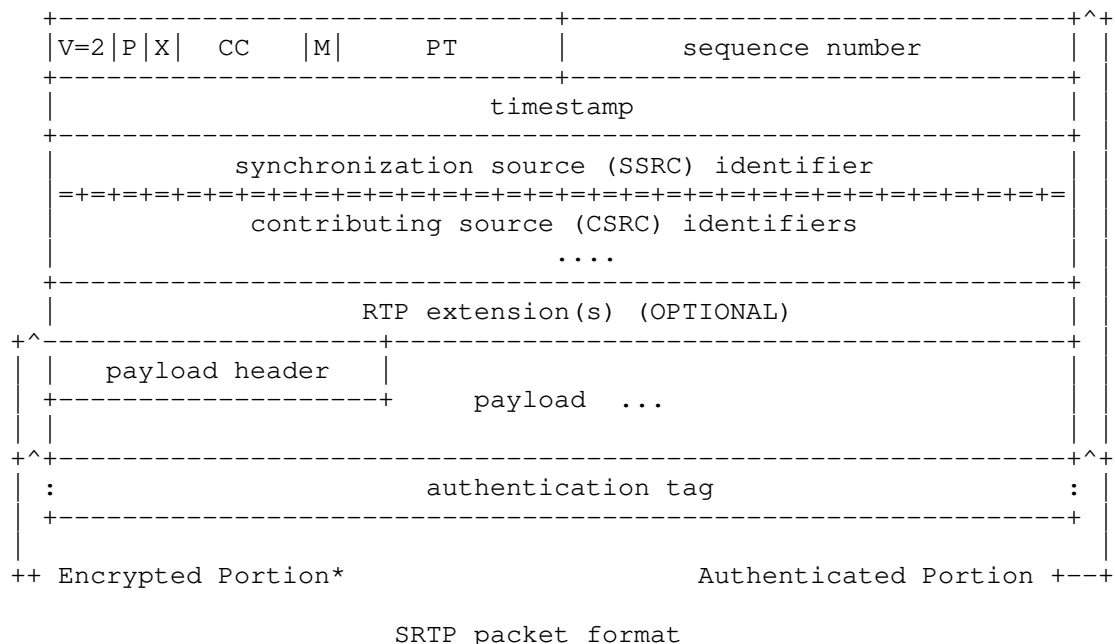 V=2 P X CC M PT sequence number
timestamp
synchronization source (SSRC) identifier
contributing source (CSRC) identifiers
....
RTP extension(s) (OPTIONAL)
payload header
payload ...
authentication tag
Encrypted Portion* Authenticated Portion
SRTP packet format